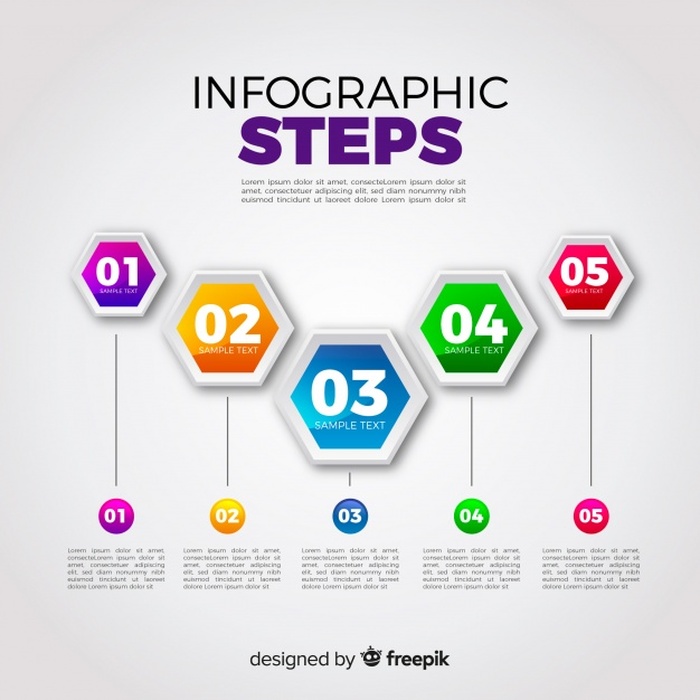 INFOGRAPHIC
STEPS
Lorem ipsum dolor sit amet, consecteLorem ipsum dolor sit
amet, consectetuer adipiscing elit, sed diam nonummy nibh
euismod tincidunt ut laoreet dolore Lorem ipsum dolor sit
01
SAMPLE TEXT
02
SAMPLE TEXT
03
SAMPLE TEXT
04
SAMPLE TEXT
05
SAMPLE TEXT
01
Lorem ipsum dolor sit amet,
consecteLorem ipsum dolor sit
amet, consectetuer adipiscing
elit, sed diam nonummy nibh
euismod tincidunt ut laoreet
dolore Lorem ipsum dolor sit
02
Lorem ipsum dolor sit amet,
consecteLorem ipsum dolor sit
amet, consectetuer adipiscing
elit, sed diam nonummy nibh
euismod tincidunt ut laoreet
dolore Lorem ipsum dolor sit
03
Lorem ipsum dolor sit amet,
consecteLorem ipsum dolor sit
amet, consectetuer adipiscing
elit, sed diam nonummy nibh
euismod tincidunt ut laoreet
dolore Lorem ipsum dolor sit
04
Lorem ipsum dolor sit amet,
consecteLorem ipsum dolor sit
amet, consectetuer adipiscing
elit, sed diam nonummy nibh
euismod tincidunt ut laoreet
dolore Lorem ipsum dolor sit
05
Lorem ipsum dolor sit amet,
consecteLorem ipsum dolor sit
amet, consectetuer adipiscing
elit, sed diam nonummy nibh
euismod tincidunt ut laoreet
dolore Lorem ipsum dolor sit
designed by freepik